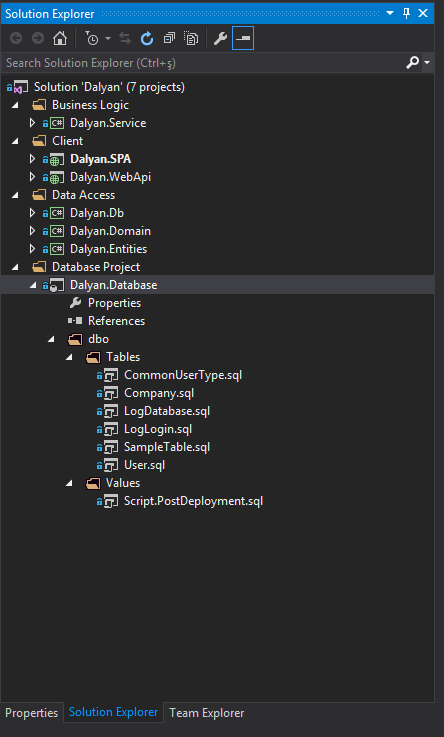 Solution Explorer
Search Solution Explorer (Ctrl+ş)
Solution 'Dalyan' (7 projects)
Business Logic
C# Dalyan.Service
Client
Dalyan.SPA
Dalyan.WebApi
Data Access
C# Dalyan.Db
C# Dalyan.Domain
C# Dalyan.Entities
Database Project
Dalyan.Database
Properties
References
dbo
Tables
CommonUserType.sql
Company.sql
LogDatabase.sql
LogLogin.sql
SampleTable.sql
User.sql
Values
Script.PostDeployment.sql
Properties Solution Explorer Team Explorer